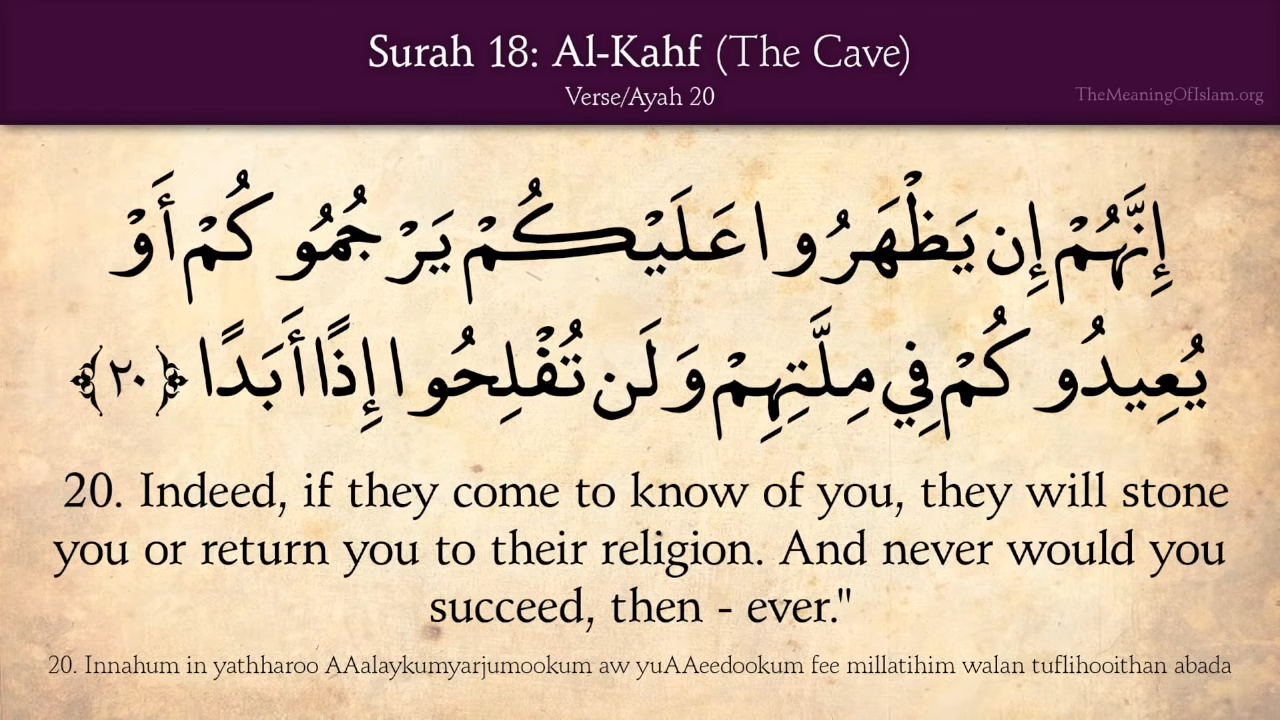 Surah 18: Al-Kahf (The Cave)
Verse/Ayah 20
TheMeaningOfIslam.org
إِنَّهُمْ إِن يَظْهَرُوا عَلَيْكُمْ يَرْجُمُوكُمْ أَوْ
يُعِيدُوكُمْ فِي مِلَّتِهِمْ وَلَن تُفْلِحُوا إِذًا أَبَدًا ﴿٢٠﴾
20. Indeed, if they come to know of you, they will stone
you or return you to their religion. And never would you
succeed, then - ever."
20. Innahum in yathharoo AAalaykumyarjumookum aw yuAAeedookum fee millatihim walan tuflihooithan abada